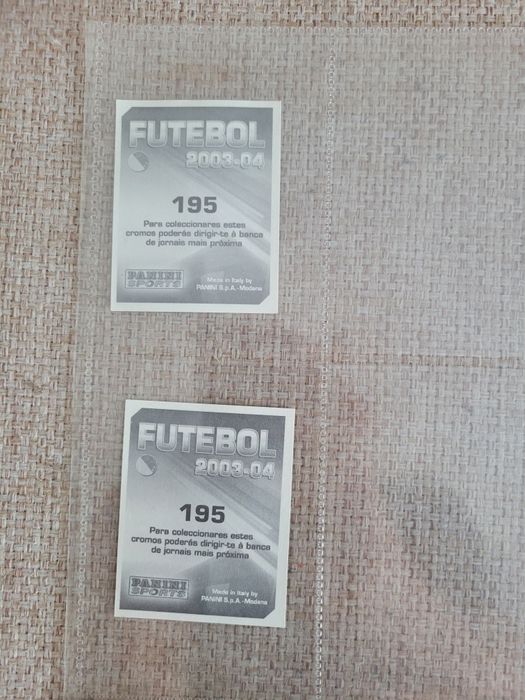 FUTEBOL
2003-04
195
Para coleccionares estes
cromos poderás dirigir-te à banca
de jornais mais próxima
PANINI
SPORTS
Made in Italy by
PANINI S.p.A.-Modena
FUTEBOL
2003-04
195
Para coleccionares estes
cromos poderás dirigir-te à banca
de jornais mais próxima
PANINI
SPORTS
Made in Italy by
PANINI S.p.A.-Modena